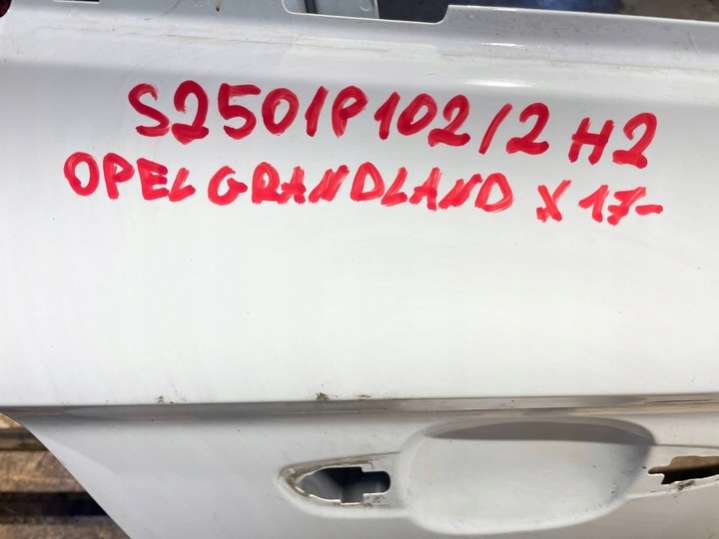 S2501P102/2 H2
OPEL GRANDLAND X 17-